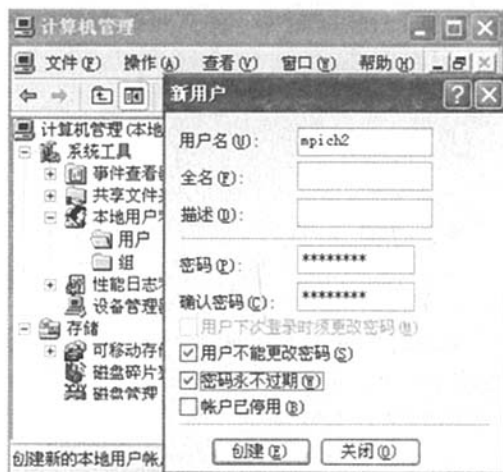 计算机管理
文件(F) 操作(A) 查看(V) 窗口(W) 帮助(H)
新用户
计算机管理(本地
系统工具
事件查看
共享文件
本地用户
用户
组
性能日志
设备管理
存储
可移动存
磁盘碎片
磁盘管理
创建新的本地用户帐
用户名(U): mpich2
全名(F):
描述(D):
密码(P): ********
确认密码(C): ********
用户下次登录时须更改密码(M)
用户不能更改密码(S)
密码永不过期(W)
帐户已停用(B)
创建(E) 关闭(O)